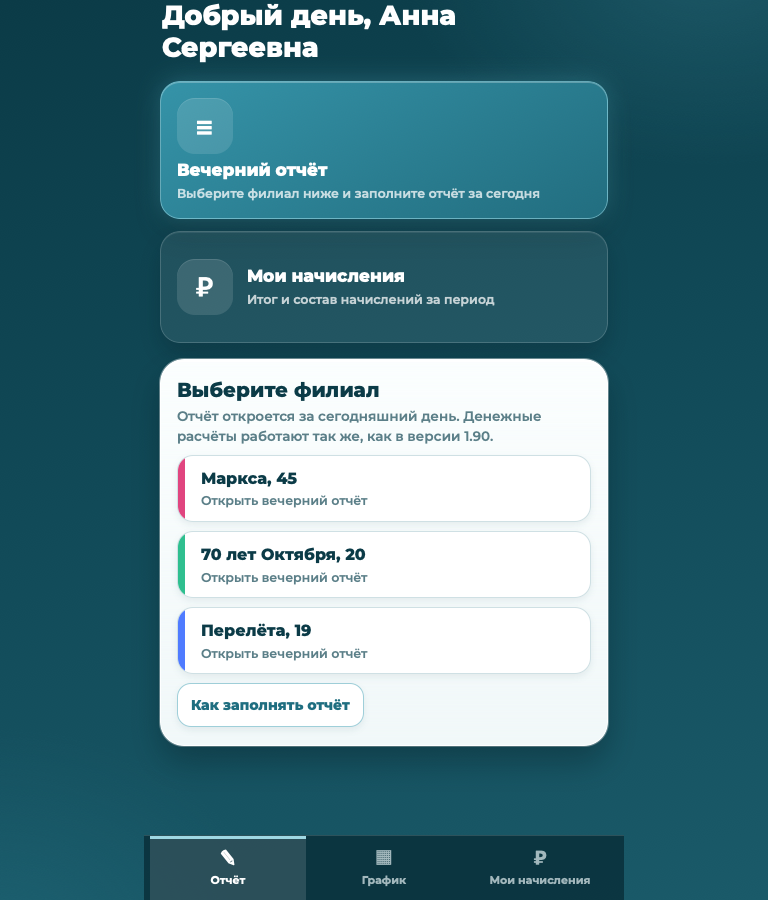 Добрый день, Анна
Сергеевна
Вечерний отчёт
Выберите филиал ниже и заполните отчёт за сегодня
₽
Мои начисления
Итог и состав начислений за период
Выберите филиал
Отчёт откроется за сегодняшний день. Денежные
расчёты работают так же, как в версии 1.90.
Маркса, 45
Открыть вечерний отчёт
70 лет Октября, 20
Открыть вечерний отчёт
Перелёта, 19
Открыть вечерний отчёт
Как заполнять отчёт
₽
Отчёт
График
Мои начисления